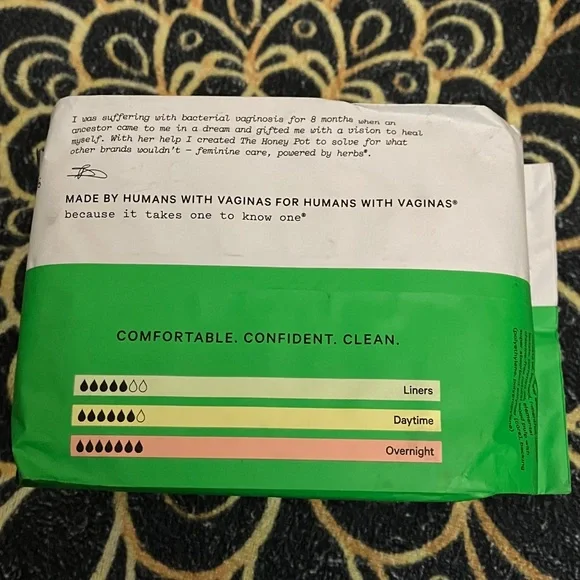 I was suffering with bacterial vaginosis for 8 months when an
ancestor came to me in a dream and gifted me with a vision to heal
myself. With her help I created The Honey Pot to solve for what
other brands wouldn't – feminine care, powered by herbs®.
MADE BY HUMANS WITH VAGINAS FOR HUMANS WITH VAGINAS®
because it takes one to know one®
COMFORTABLE. CONFIDENT. CLEAN.
Liners
Daytime
Overnight